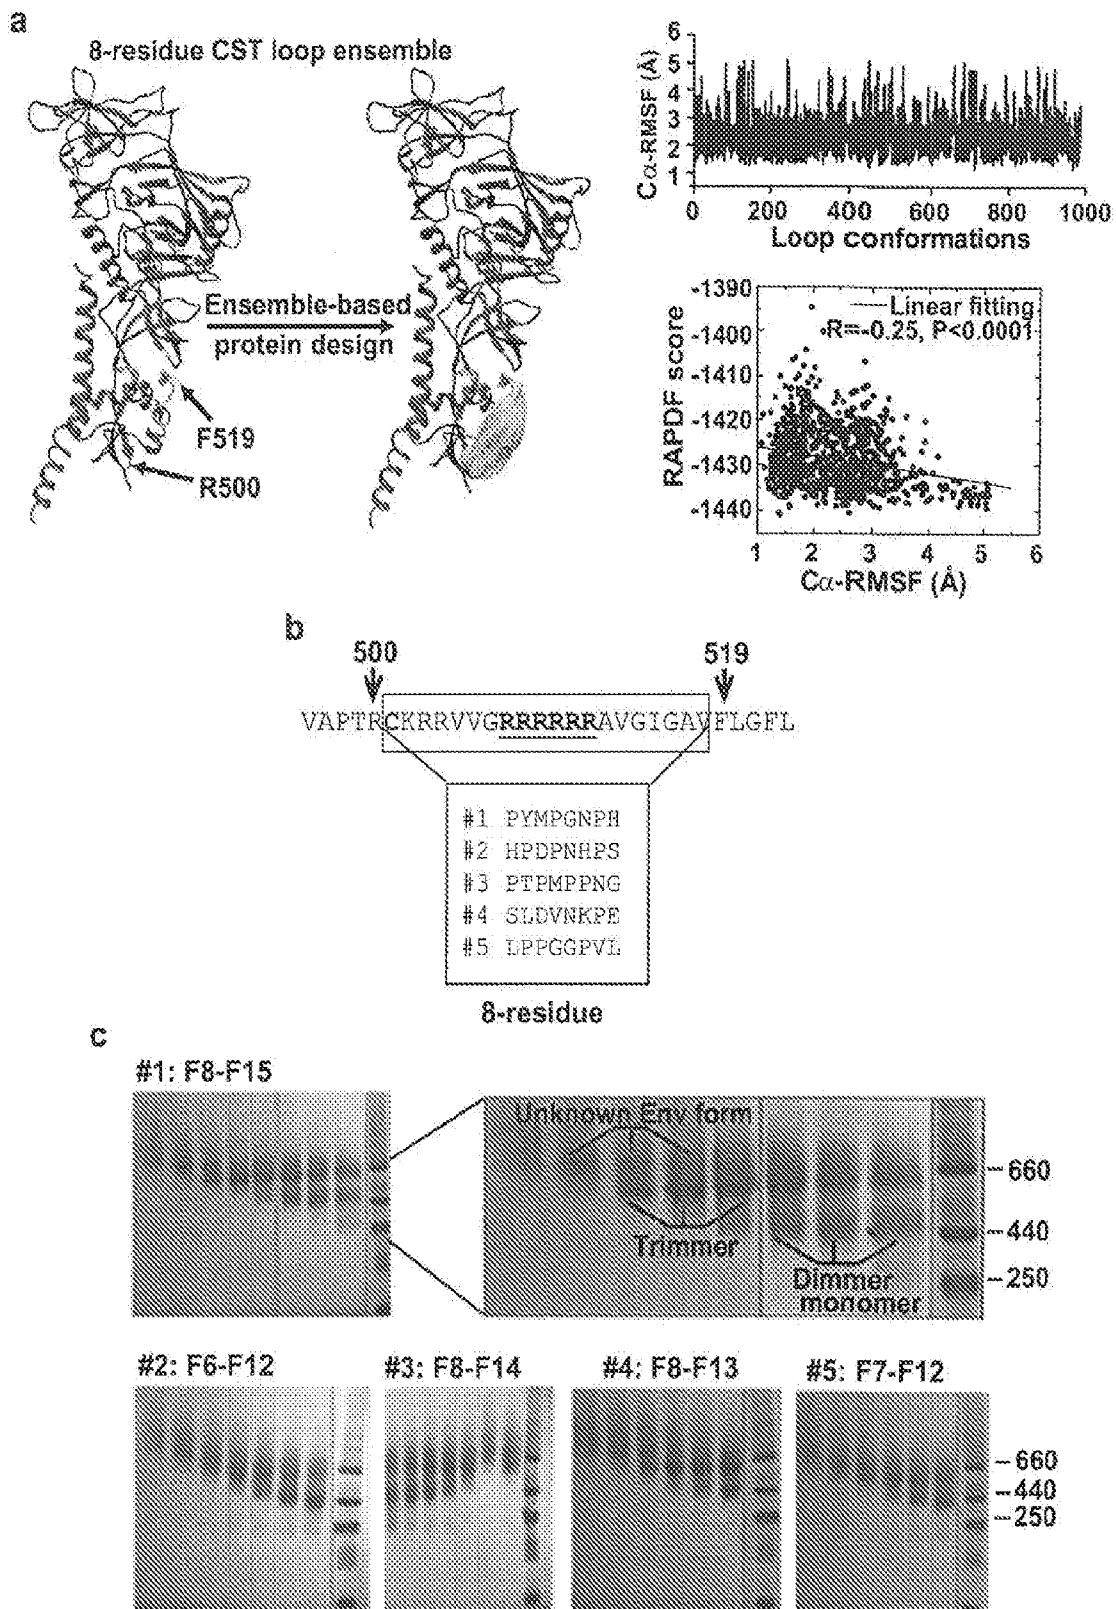 a
8-residue CST loop ensemble
Ensemble-based
protein design
F519
R500
Cα-RMSF (Å)
6
5
4
3
2
1
0 200 400 600 800 1000
Loop conformations
RAPDF score
-1390
-1400
-1410
-1420
-1430
-1440
Linear fitting
R=-0.25, P<0.0001
1 2 3 4 5 6
Cα-RMSF (Å)
b
500 519
VAPTRCKRRVVGRRRRRRAVGIGAVFLGFL
#1 PYMPGNPH
#2 HPDPNHPS
#3 PTPMPPNG
#4 SLDVNKPE
#5 LPPGGPVL
8-residue
c
#1: F8-F15
Unknown Env form
Trimmer
Dimmer
monomer
660
440
250
#2: F6-F12 #3: F8-F14 #4: F8-F13 #5: F7-F12
660
440
250